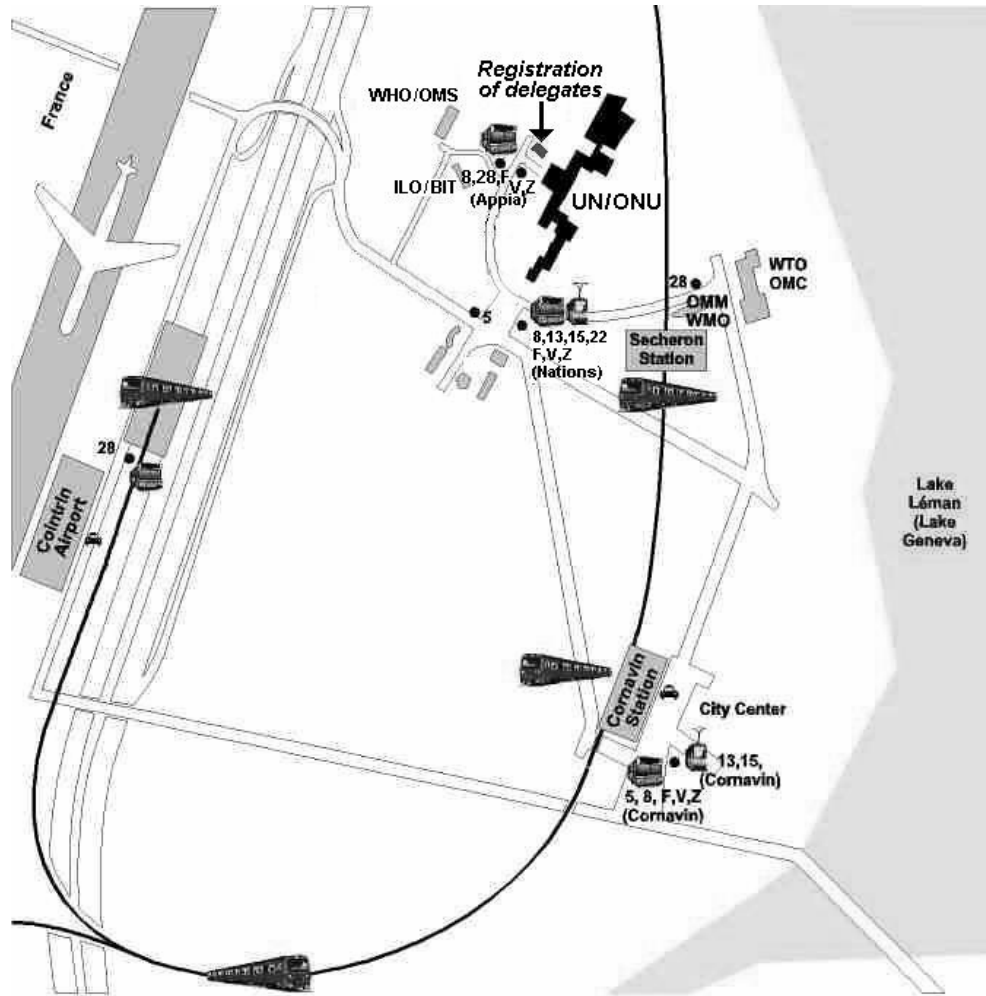 France
Registration
of delegates
WHO/OMS
8,28,F,
V,Z
(Appia)
ILO/BIT
UN/ONU
WTO
OMC
28
OMM
WMO
5
8,13,15,22
F,V,Z
(Nations)
Secheron
Station
28
Cointrin
Airport
Lake
Léman
(Lake
Geneva)
Cornavin
Station
City Center
13,15,
(Cornavin)
5, 8, F,V,Z
(Cornavin)